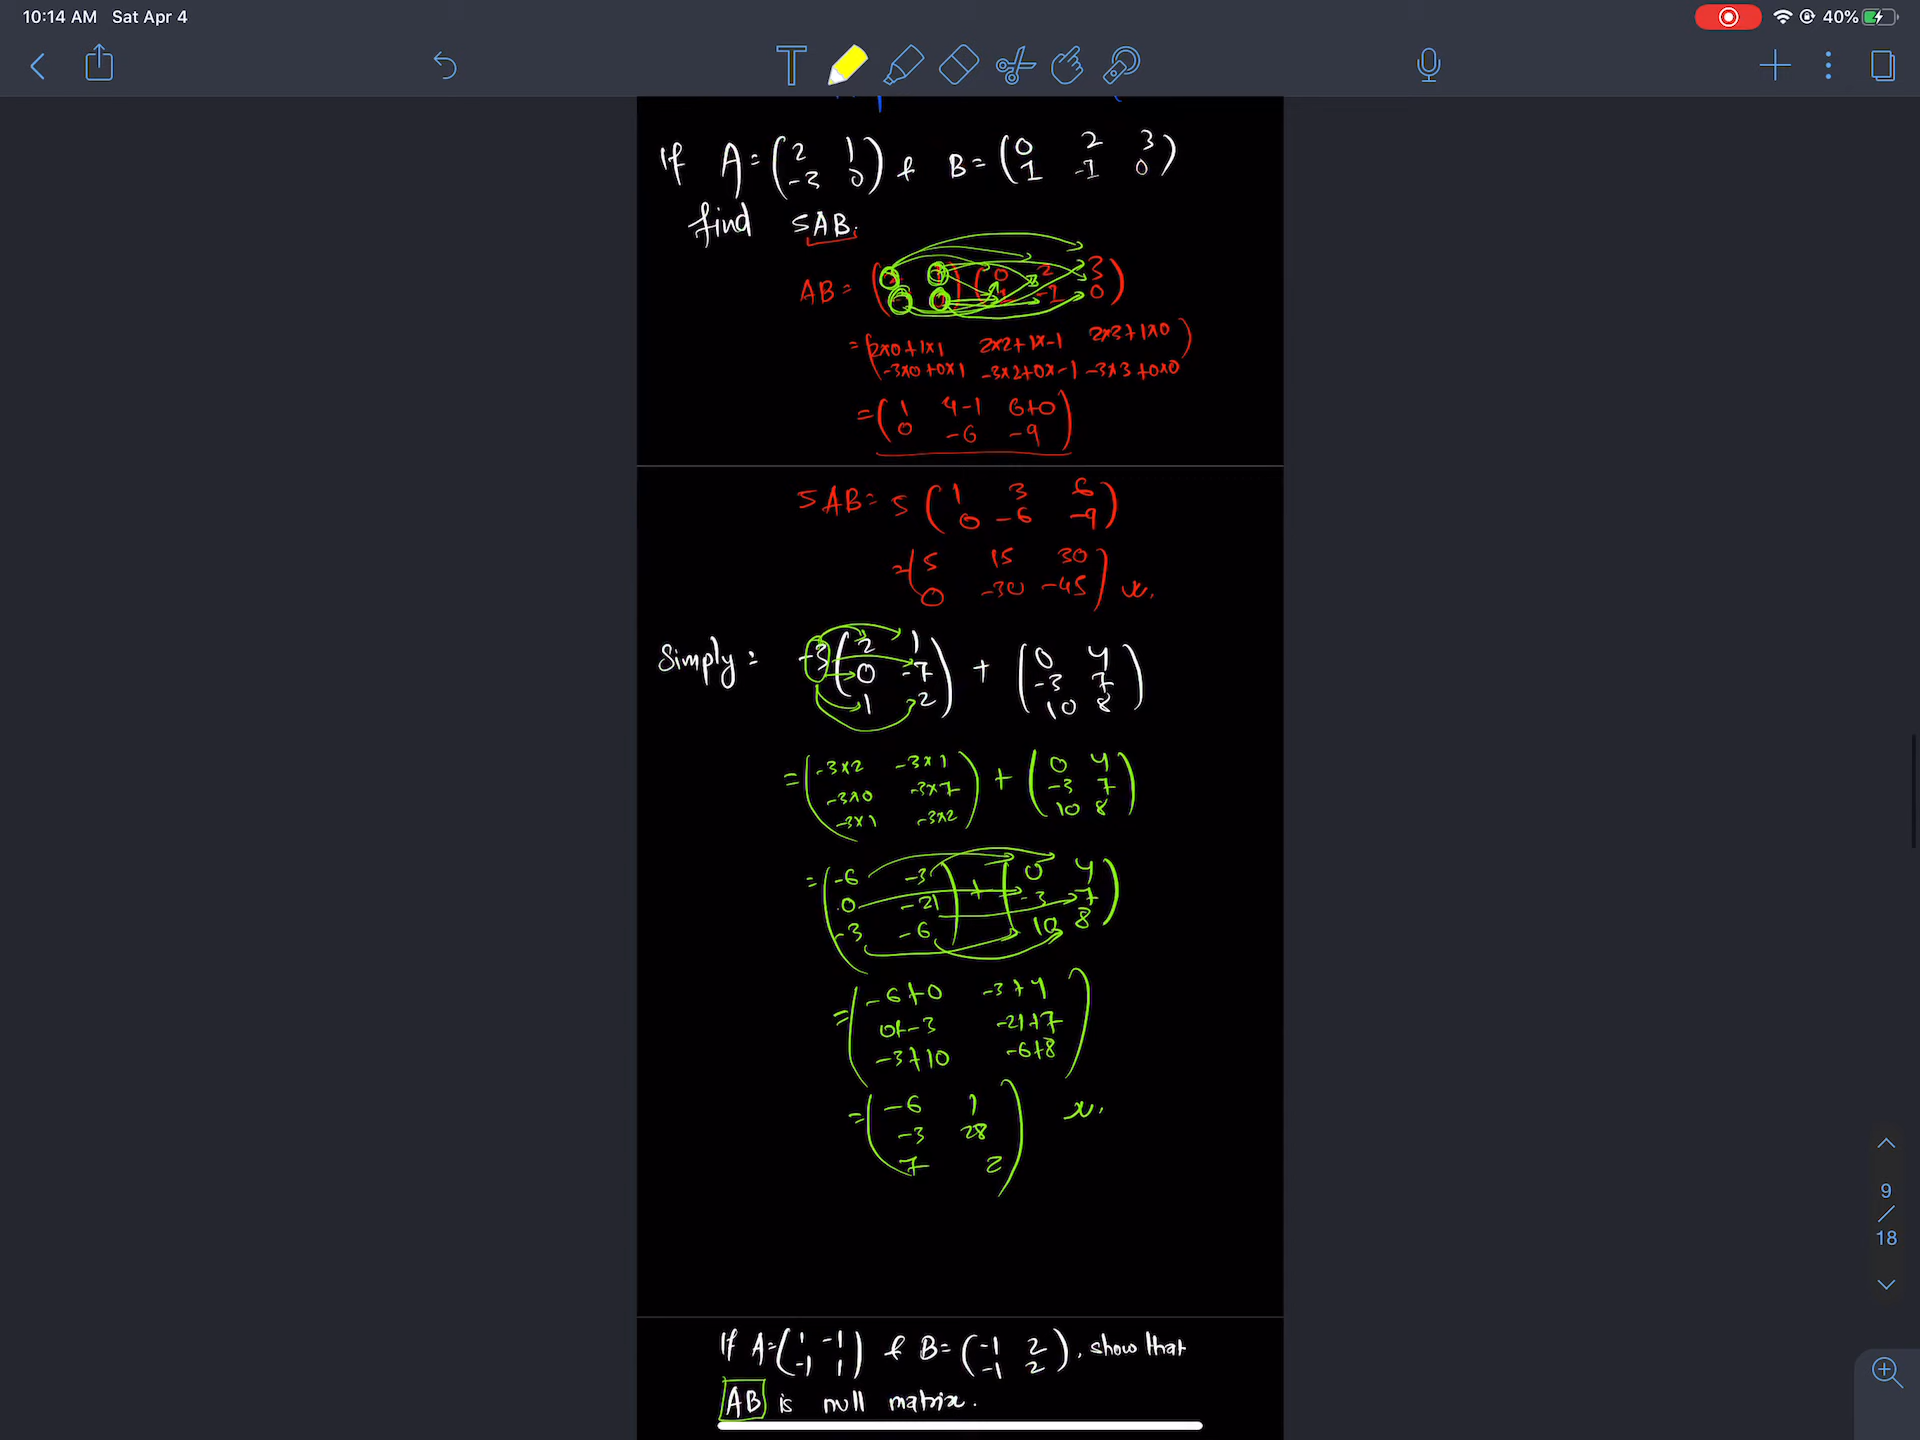 10:14 AM Sat Apr 4
40%
If A = ( 2 1 ) & B = ( 0 2 3 )
-3 0 1 -1 0
find 5AB.
AB = ( ) ( 0 2 3 )
1 -1 0
= ( 2×0+1×1 2×2+1×-1 2×3+1×0 )
-3×0+0×1 -3×2+0×-1 -3×3+0×0
= ( 1 4-1 6+0 )
0 -6 -9
5AB = 5 ( 1 3 6 )
0 -6 -9
= ( 5 15 30 )
0 -30 -45
Simply: -3 ( 2 1 ) + ( 0 4 )
0 -7 -3 7
1 2 10 8
= ( -3×2 -3×1 ) + ( 0 4 )
-3×0 -3×7 -3 7
-3×1 -3×2 10 8
= ( -6 -3 ) + ( 0 4 )
0 -21 -3 7
-3 -6 10 8
= ( -6+0 -3+4 )
0+-3 -21+7
-3+10 -6+8
= ( -6 1 )
-3 28
7 2
9
/
18
If A = ( 1 -1 ) & B = ( -1 2 ), show that
-1 1 -1 2
AB is null matrix.